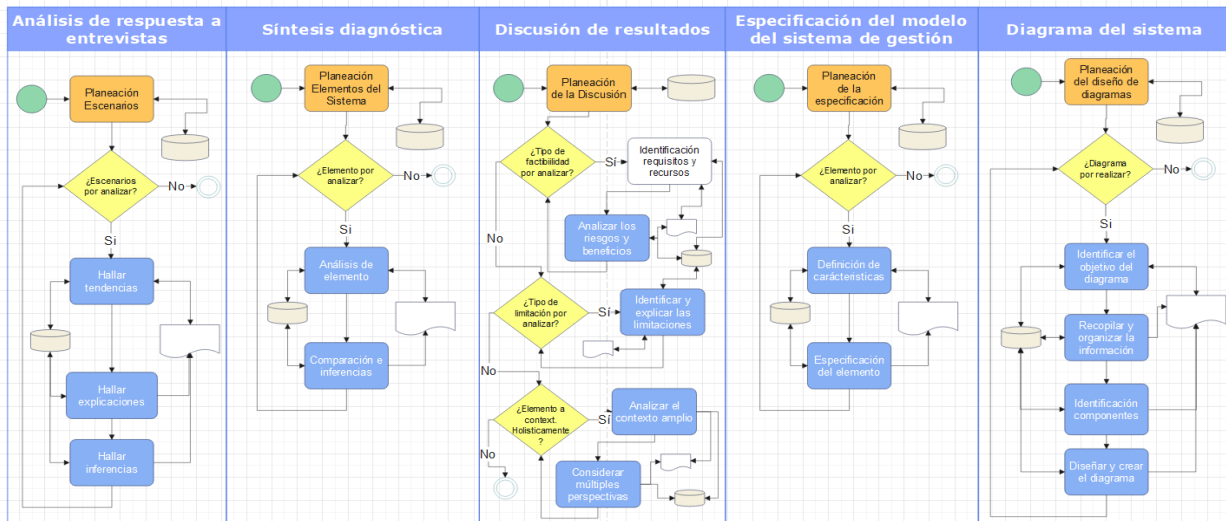 Análisis de respuesta a
entrevistas
Planeación
Escenarios
¿Escenarios
por analizar?
No
Si
Hallar
tendencias
Hallar
explicaciones
Hallar
inferencias
Síntesis diagnóstica
Planeación
Elementos del
Sistema
¿Elemento por
analizar?
No
Si
Análisis de
elemento
Comparación e
inferencias
Discusión de resultados
Planeación
de la Discusión
¿Tipo de
factibiilidad
por analizar?
Sí
Identificación
requisitos y
recursos
Analizar los
riesgos y
beneficios
No
¿Tipo de
limitación por
analizar?
Sí
Identificar y
explicar las
limitaciones
No
¿Elemento a
context.
Holisticamente
?
Sí
Analizar el
contexto amplio
No
Considerar
múltiples
perspectivas
Especificación del modelo
del sistema de gestión
Planeación
de la
especificación
¿Elemento por
analizar?
No
Si
Definición de
carácteristicas
Especificación
del elemento
Diagrama del sistema
Planeación
del diseño de
diagramas
¿Diagrama
por realizar?
No
Si
Identificar el
objetivo del
diagrama
Recopilar y
organizar la
información
Identificación
componentes
Diseñar y crear
el diagrama